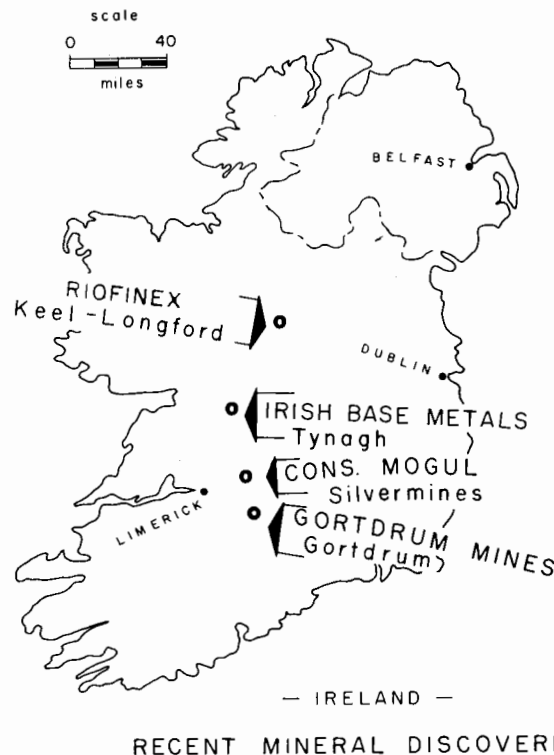 scale
0 40
miles
BELFAST
RIOFINEX
Keel-Longford
DUBLIN
IRISH BASE METALS
Tynagh
CONS. MOGUL
Silvermines
LIMERICK
GORTDRUM MINES
Gortdrum
— IRELAND —
RECENT MINERAL DISCOVERI